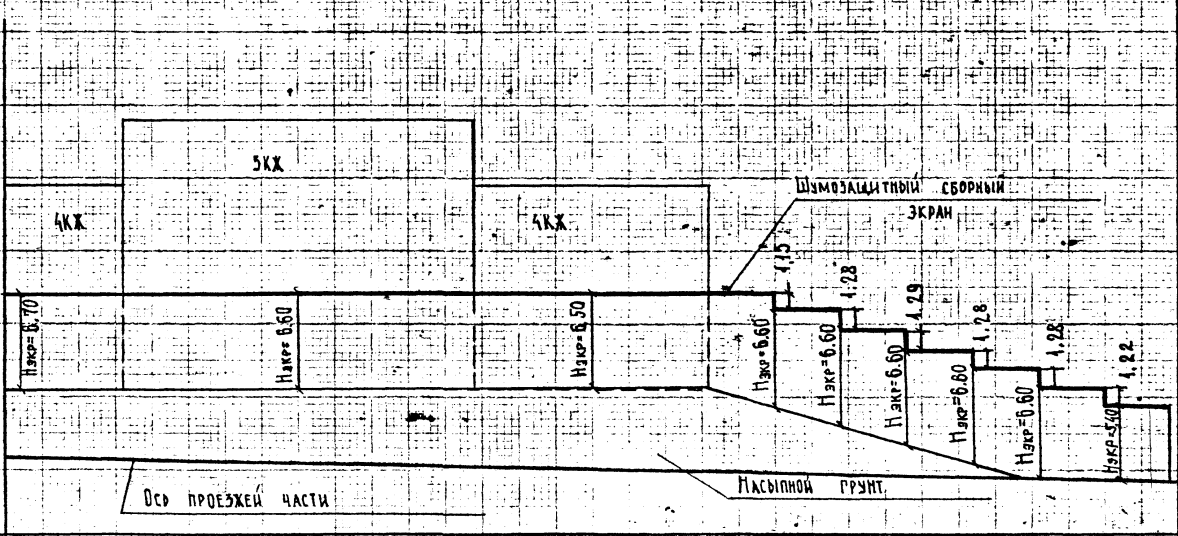 5КЖ
4КЖ
4КЖ
Шумозащитный сборный
экран
1.15
1.28
1.29
1.28
1.28
1.22
Нэкр=6.70
Нэкр=6.60
Нэкр=6.50
Нэкр=6.60
Нэкр=6.60
Нэкр=6.60
Нэкр=6.60
Нэкр=6.60
Нэкр=5.40
Ось проезжей части
Насыпной грунт